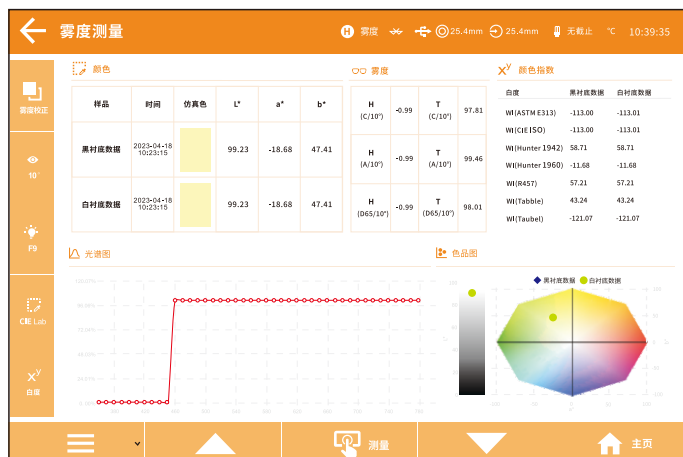 雾度测量
H 雾度 25.4mm 25.4mm 无截止 ℃ 10:39:35
雾度校正
10°
F9
CIE Lab
X^y
白度
颜色
样品 时间 仿真色 L* a* b*
黑衬底数据 2023-04-18 10:23:15 99.23 -18.68 47.41
白衬底数据 2023-04-18 10:23:15 99.23 -18.68 47.41
雾度
H (C/10°) -0.99 T (C/10°) 97.81
H (A/10°) -0.99 T (A/10°) 99.46
H (D65/10°) -0.99 T (D65/10°) 98.01
X^y 颜色指数
白度 黑衬底数据 白衬底数据
WI(ASTM E313) -113.00 -113.01
WI(CIE ISO) -113.00 -113.01
WI(Hunter 1942) 58.71 58.71
WI(Hunter 1960) -11.68 -11.68
WI(R457) 57.21 57.21
WI(Tabble) 43.24 43.24
WI(Taubel) -121.07 -121.07
光谱图
色品图
黑衬底数据 白衬底数据
测量
主页